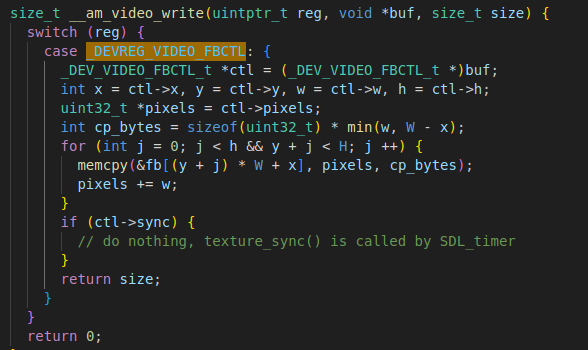 size_t __am_video_write(uintptr_t reg, void *buf, size_t size) {
  switch (reg) {
    case _DEVREG_VIDEO_FBCTL: {
      _DEV_VIDEO_FBCTL_t *ctl = (_DEV_VIDEO_FBCTL_t *)buf;
      int x = ctl->x, y = ctl->y, w = ctl->w, h = ctl->h;
      uint32_t *pixels = ctl->pixels;
      int cp_bytes = sizeof(uint32_t) * min(w, W - x);
      for (int j = 0; j < h && y + j < H; j ++) {
        memcpy(&fb[(y + j) * W + x], pixels, cp_bytes);
        pixels += w;
      }
      if (ctl->sync) {
        // do nothing, texture_sync() is called by SDL_timer
      }
      return size;
    }
  }
  return 0;